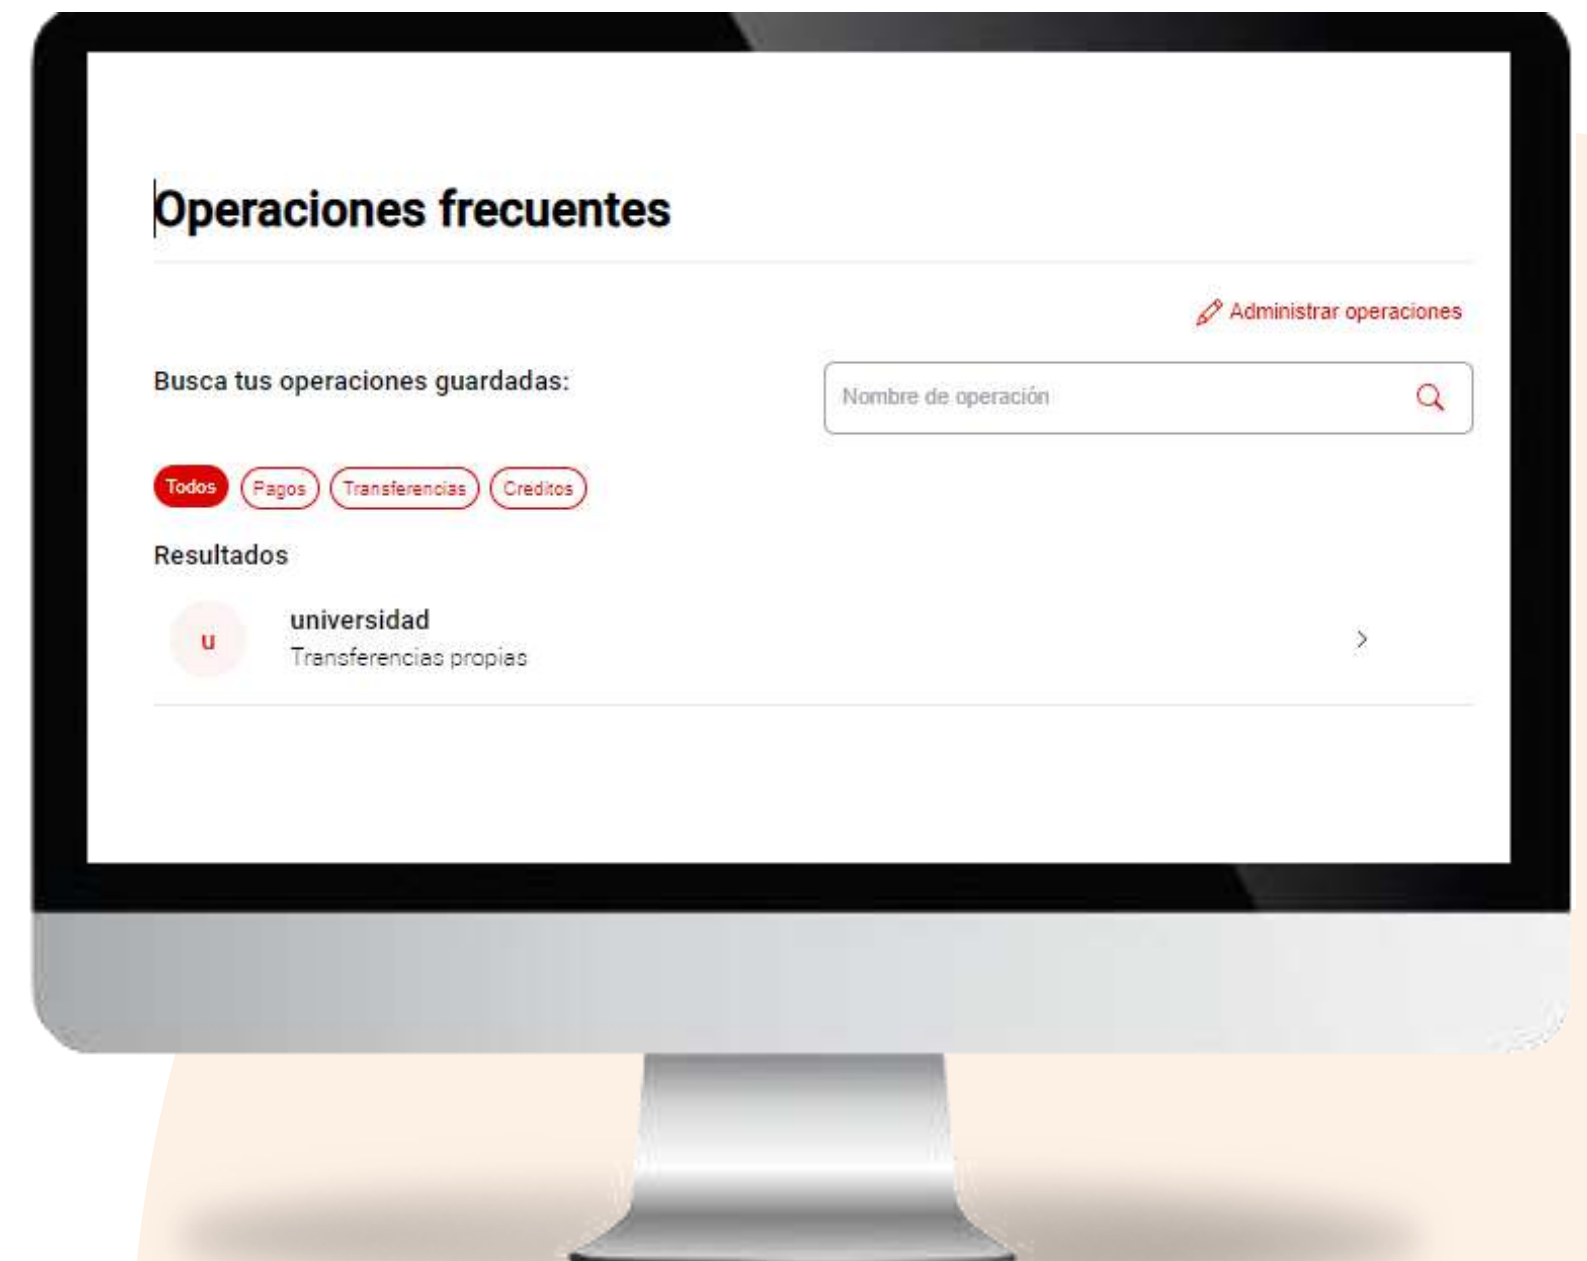 Operaciones frecuentes
Administrar operaciones
Busca tus operaciones guardadas:
Nombre de operación
Todos Pagos Transferencias Creditos
Resultados
u
universidad
Transferencias propias